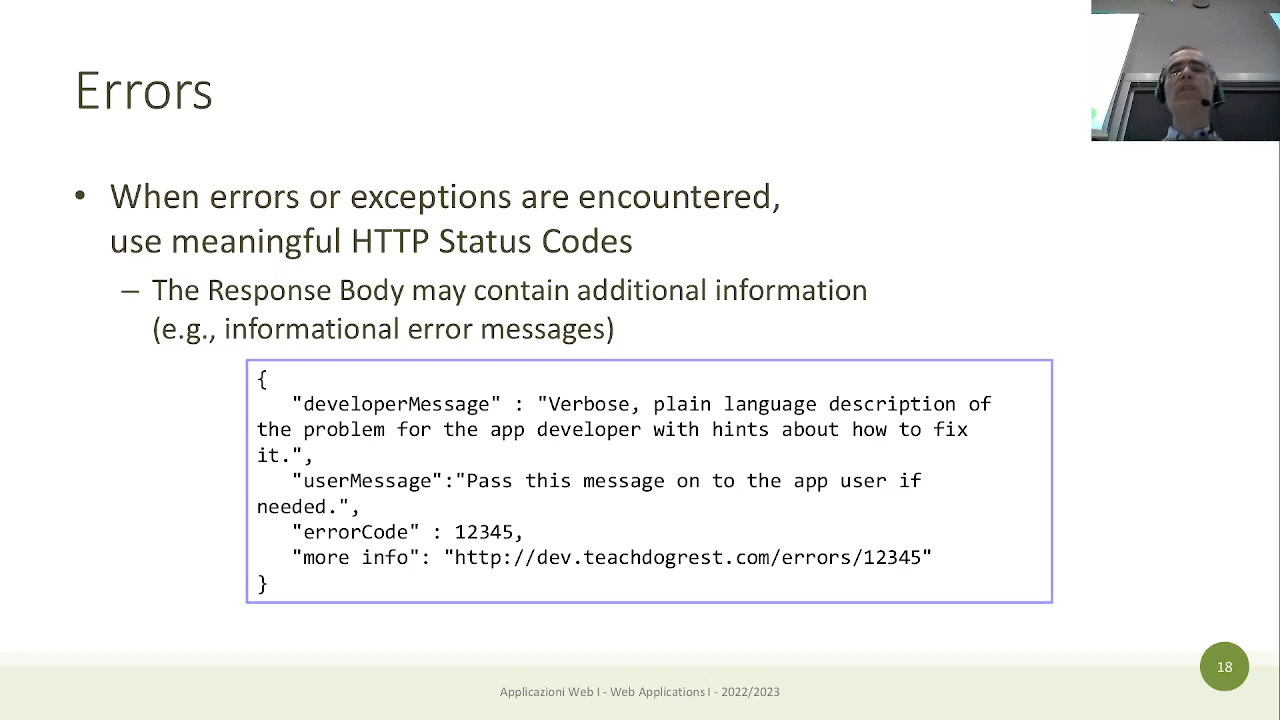 Errors
• When errors or exceptions are encountered,
use meaningful HTTP Status Codes
– The Response Body may contain additional information
(e.g., informational error messages)
{
"developerMessage" : "Verbose, plain language description of
the problem for the app developer with hints about how to fix
it.",
"userMessage":"Pass this message on to the app user if
needed.",
"errorCode" : 12345,
"more info": "http://dev.teachdogrest.com/errors/12345"
}
18
Applicazioni Web I - Web Applications I - 2022/2023